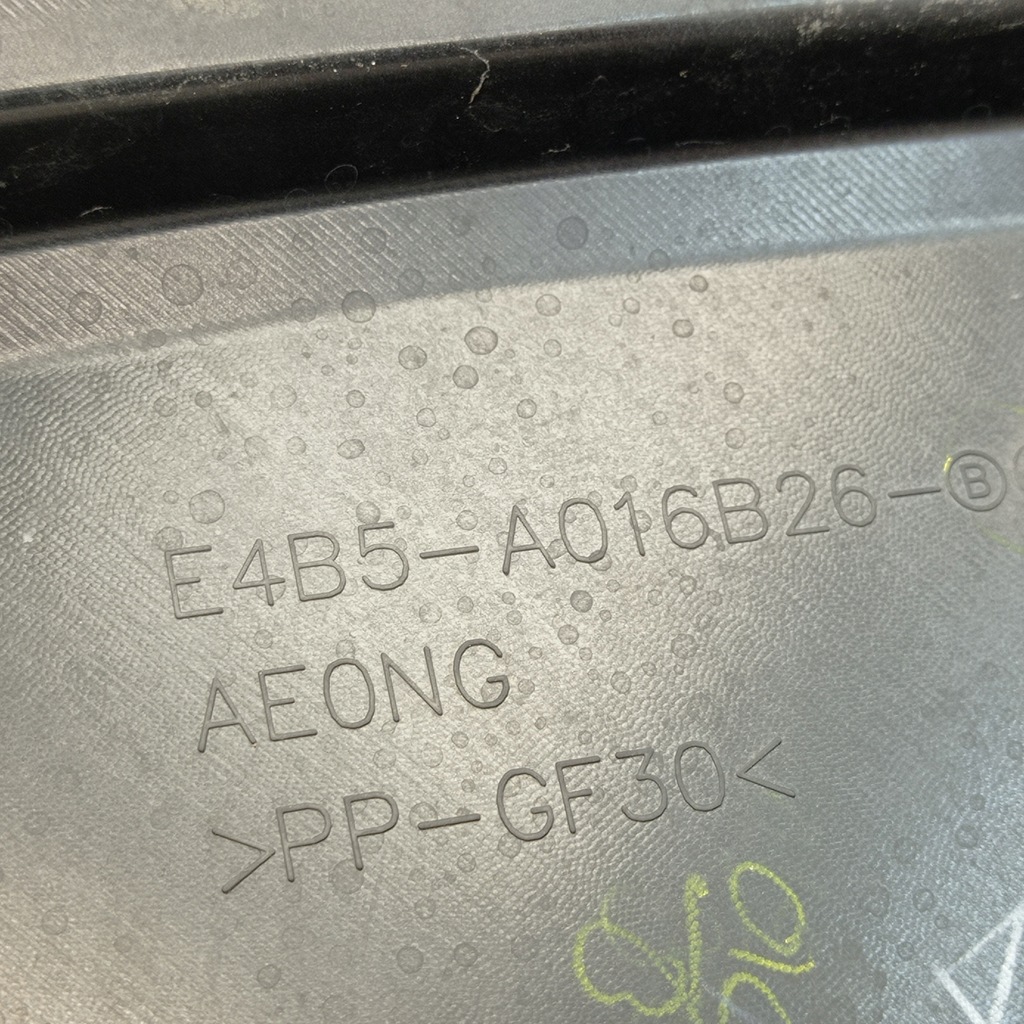 E4B5-A016B26-Ⓑ
AEONG
>PP-GF30<